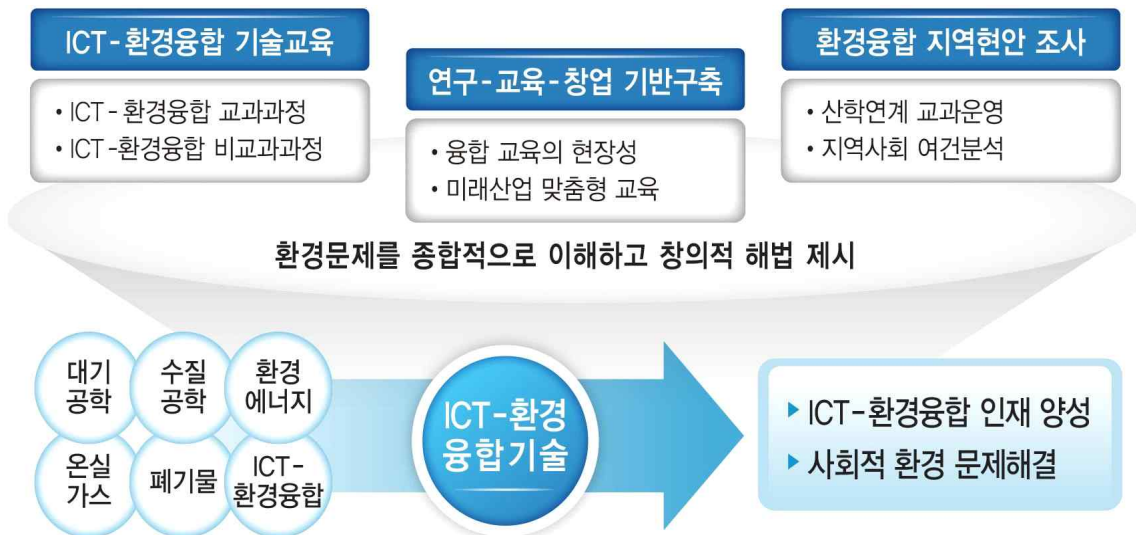 ICT-환경융합 기술교육
• ICT-환경융합 교과과정
• ICT-환경융합 비교과과정
연구-교육-창업 기반구축
• 융합 교육의 현장성
• 미래산업 맞춤형 교육
환경융합 지역현안 조사
• 산학연계 교과운영
• 지역사회 여건분석
환경문제를 종합적으로 이해하고 창의적 해법 제시
대기
공학
수질
공학
환경
에너지
온실
가스
폐기물
ICT-
환경융합
ICT-환경
융합기술
▶ ICT-환경융합 인재 양성
▶ 사회적 환경 문제해결